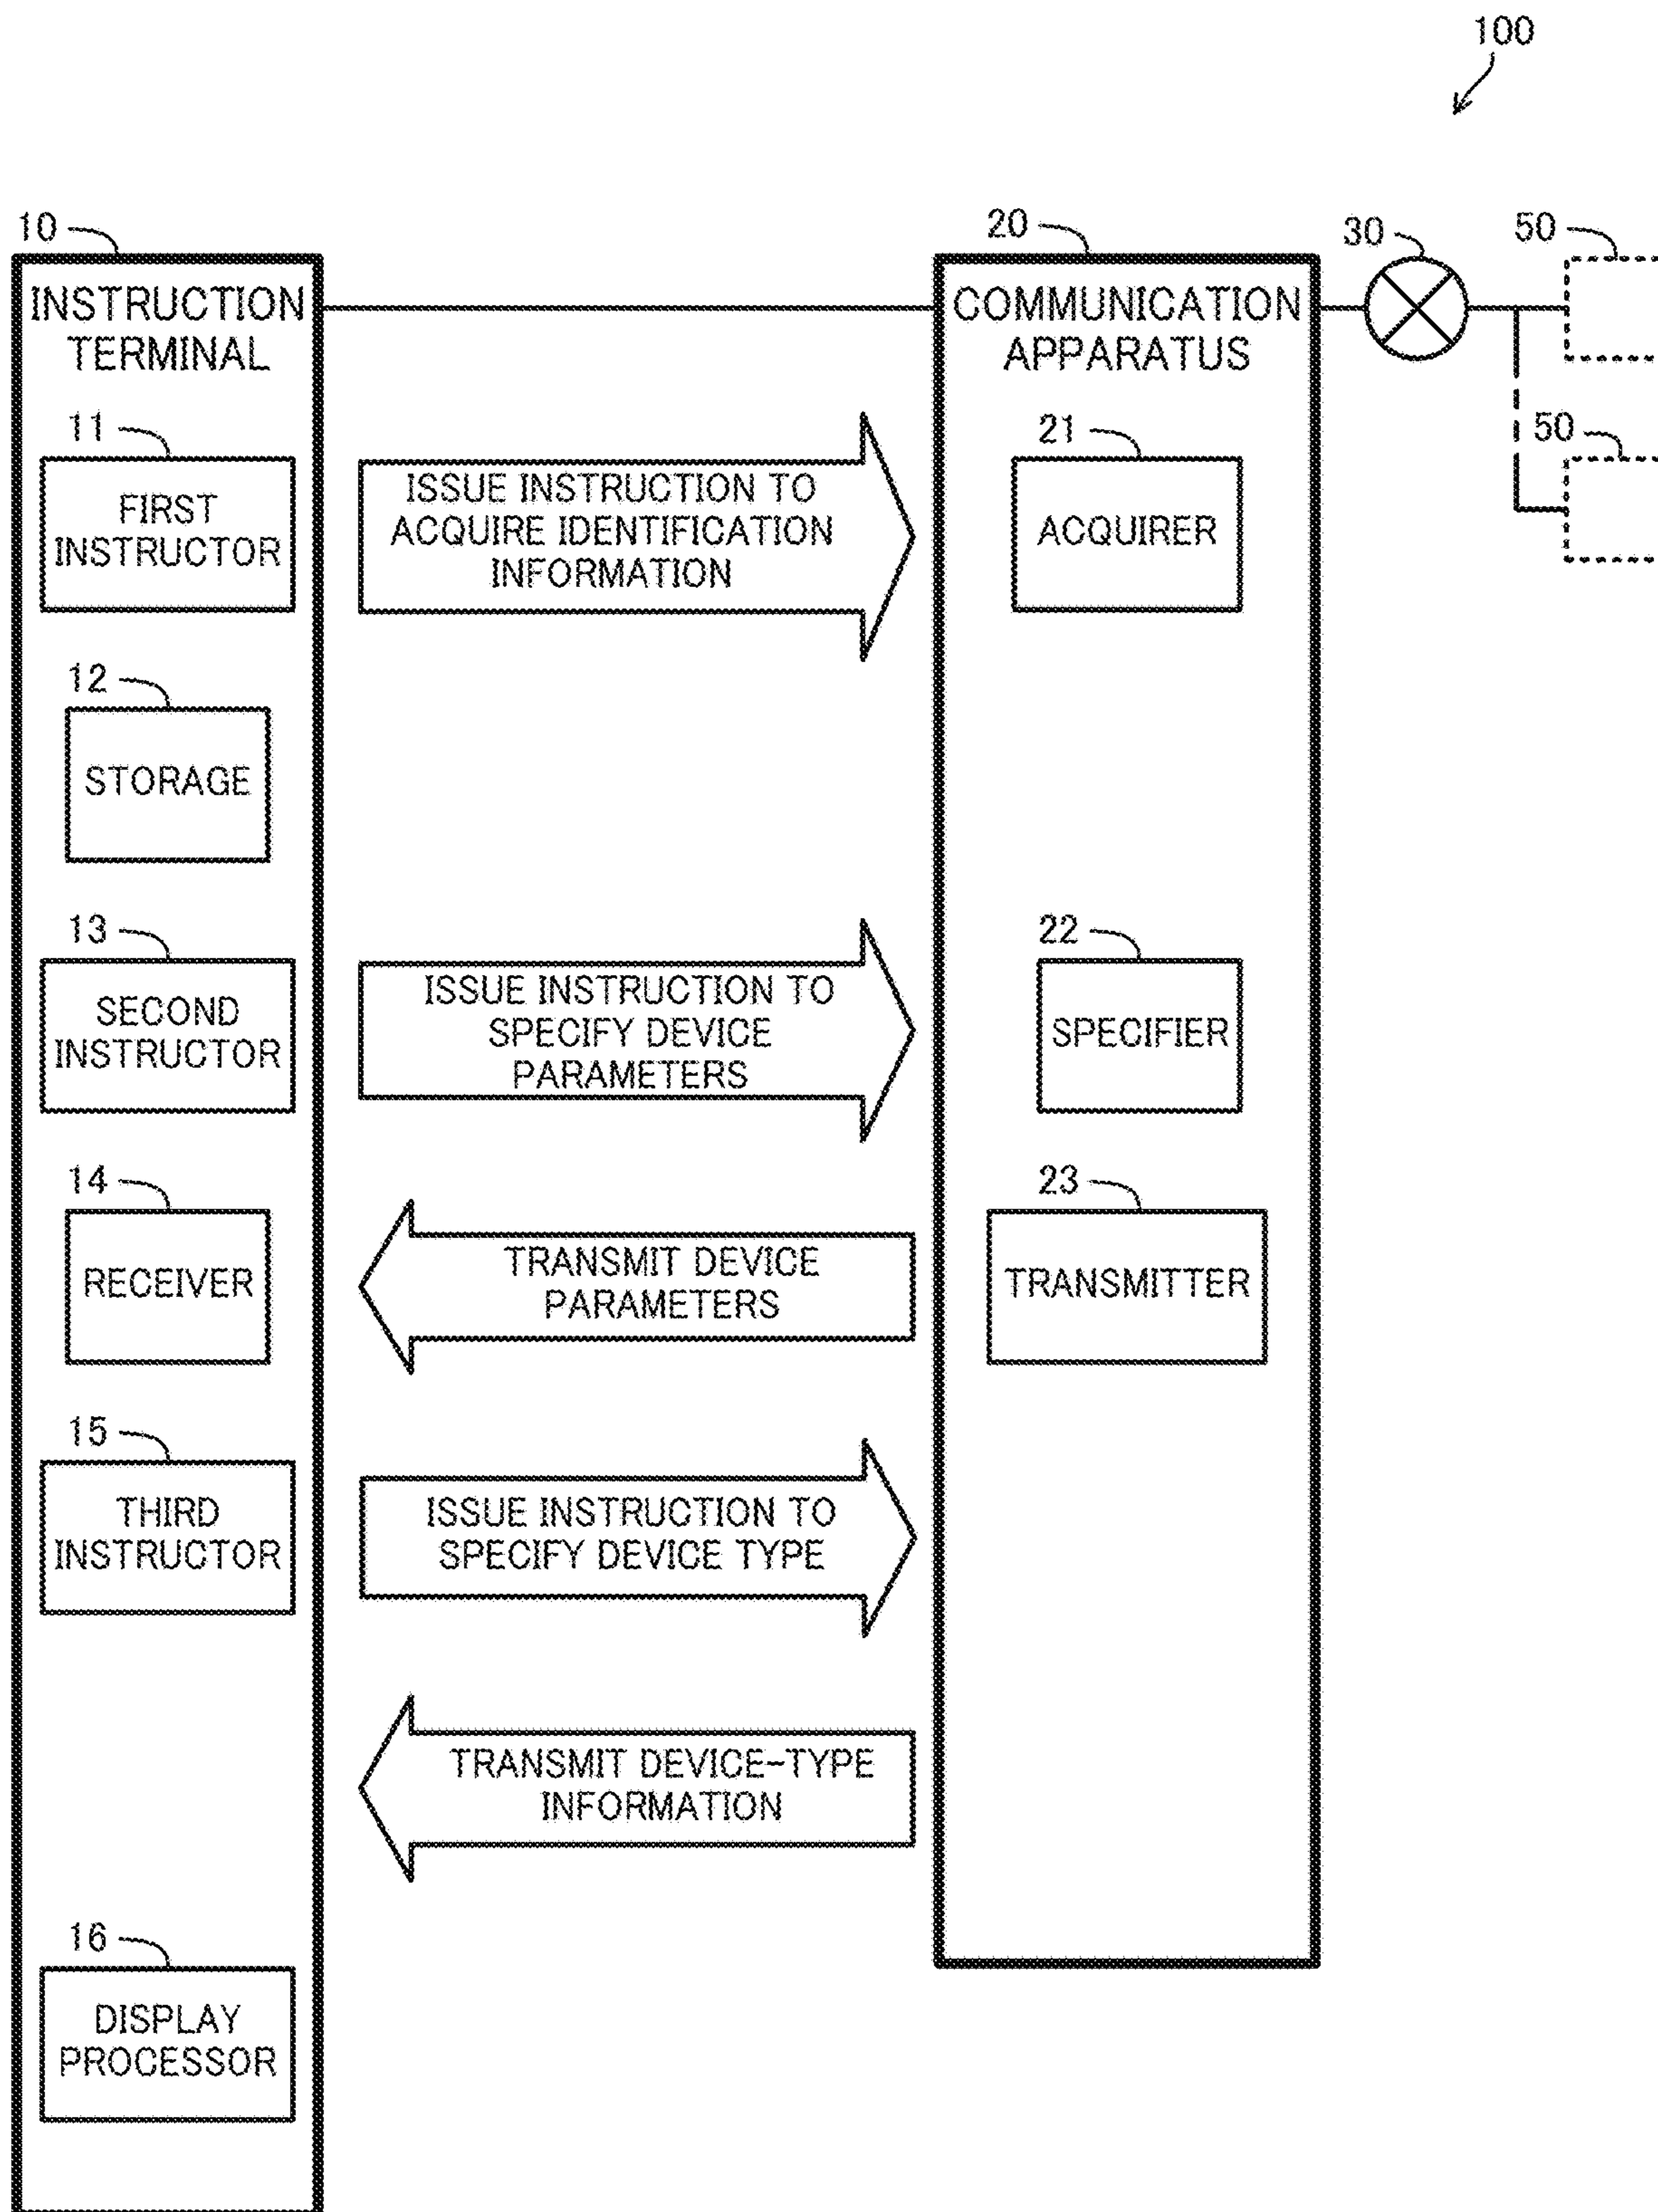 100
10
20
30
50
INSTRUCTION
TERMINAL
COMMUNICATION
APPARATUS
11
21
50
FIRST
INSTRUCTOR
ISSUE INSTRUCTION TO
ACQUIRE IDENTIFICATION
INFORMATION
ACQUIRER
12
STORAGE
13
22
SECOND
INSTRUCTOR
ISSUE INSTRUCTION TO
SPECIFY DEVICE
PARAMETERS
SPECIFIER
14
23
RECEIVER
TRANSMIT DEVICE
PARAMETERS
TRANSMITTER
15
THIRD
INSTRUCTOR
ISSUE INSTRUCTION TO
SPECIFY DEVICE TYPE
TRANSMIT DEVICE-TYPE
INFORMATION
16
DISPLAY
PROCESSOR